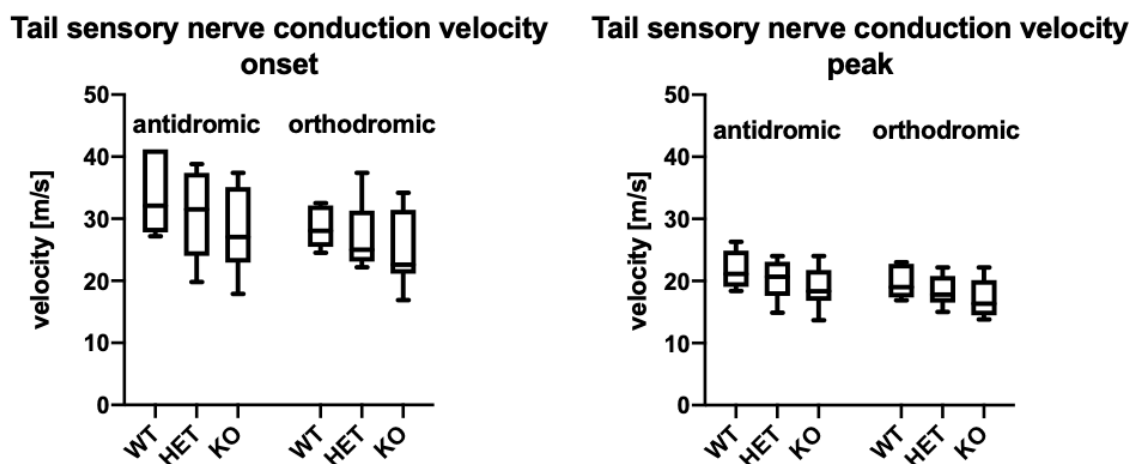 Tail sensory nerve conduction velocity
onset
velocity [m/s]
50
40
30
20
10
0
antidromic
orthodromic
WT
HET
KO
WT
HET
KO
Tail sensory nerve conduction velocity
peak
velocity [m/s]
50
40
30
20
10
0
antidromic
orthodromic
WT
HET
KO
WT
HET
KO